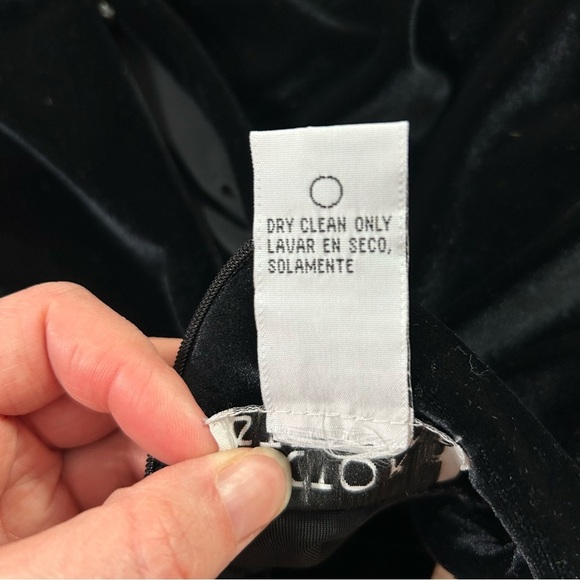 DRY CLEAN ONLY
LAVAR EN SECO,
SOLAMENTE